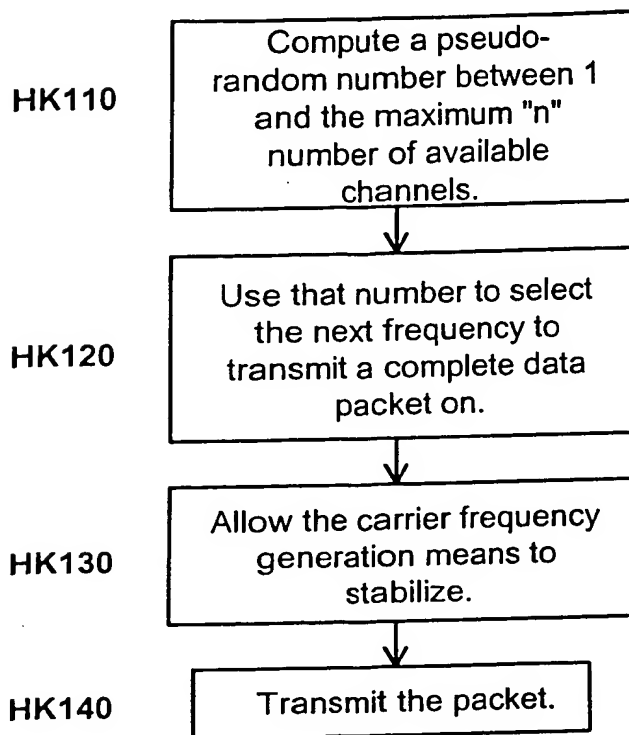 HK110
Compute a pseudo-
random number between 1
and the maximum "n"
number of available
channels.
HK120
Use that number to select
the next frequency to
transmit a complete data
packet on.
HK130
Allow the carrier frequency
generation means to
stabilize.
HK140
Transmit the packet.